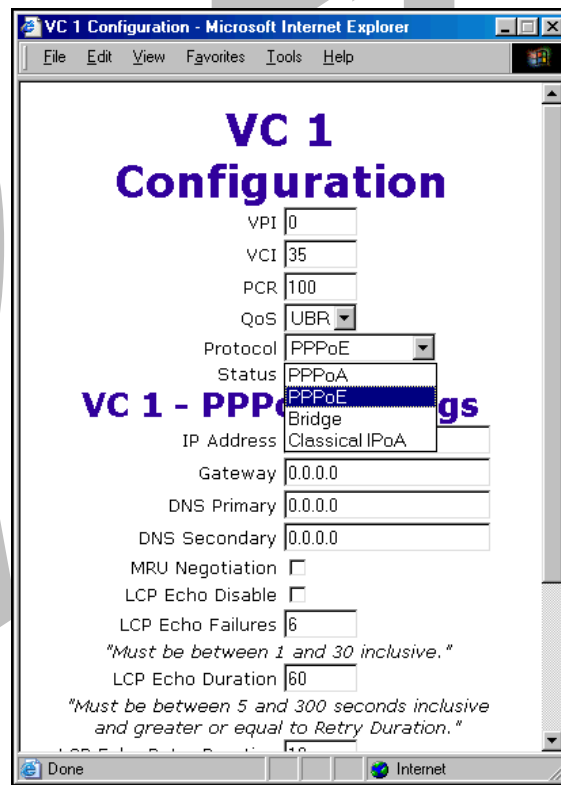 VC 1 Configuration - Microsoft Internet Explorer
File Edit View Favorites Tools Help
VC 1
Configuration
VPI 0
VCI 35
PCR 100
QoS UBR
Protocol PPPoE
Status PPPoA
PPPoE
Bridge
Classical IPoA
VC 1 - PPP gs
IP Address
Gateway 0.0.0.0
DNS Primary 0.0.0.0
DNS Secondary 0.0.0.0
MRU Negotiation
LCP Echo Disable
LCP Echo Failures 6
"Must be between 1 and 30 inclusive."
LCP Echo Duration 60
"Must be between 5 and 300 seconds inclusive
and greater or equal to Retry Duration."
Done Internet